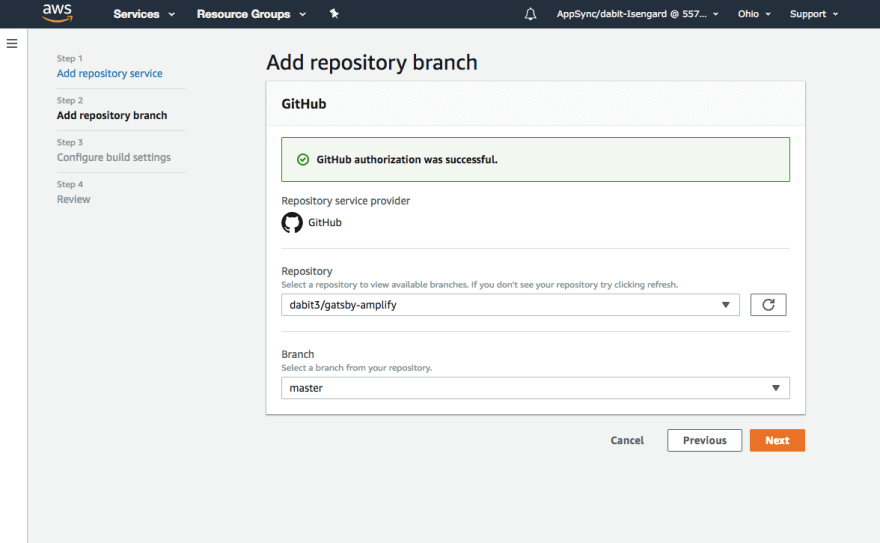 aws Services Resource Groups AppSync/dabit-Isengard @ 557... Ohio Support
Step 1
Add repository service
Step 2
Add repository branch
Step 3
Configure build settings
Step 4
Review
Add repository branch
GitHub
GitHub authorization was successful.
Repository service provider
GitHub
Repository
Select a repository to view available branches. If you don't see your repository try clicking refresh.
dabit3/gatsby-amplify
Branch
Select a branch from your repository.
master
Cancel Previous Next